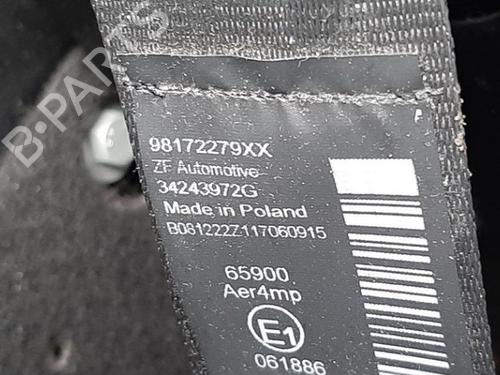 B-PARTS
98172279XX
ZF Automotive
34243972G
Made in Poland
B081222Z117060915
65900
Aer4mp
E1
061886